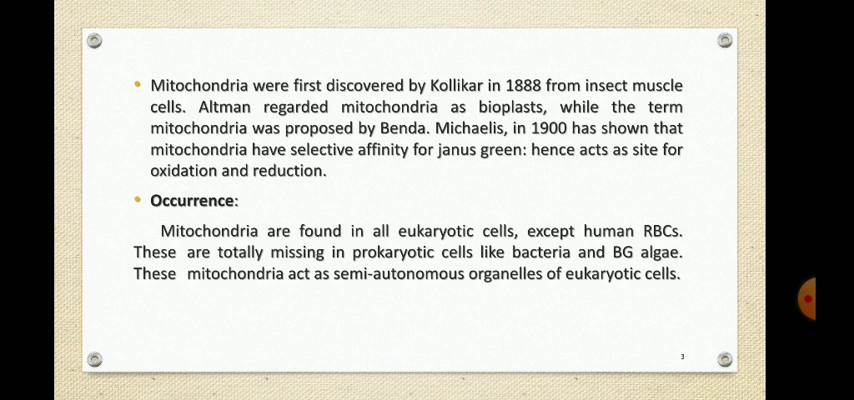 Mitochondria were first discovered by Kollikar in 1888 from insect muscle
cells. Altman regarded mitochondria as bioplasts, while the term
mitochondria was proposed by Benda. Michaelis, in 1900 has shown that
mitochondria have selective affinity for janus green: hence acts as site for
oxidation and reduction.
Occurrence:
Mitochondria are found in all eukaryotic cells, except human RBCs.
These are totally missing in prokaryotic cells like bacteria and BG algae.
These mitochondria act as semi-autonomous organelles of eukaryotic cells.
3